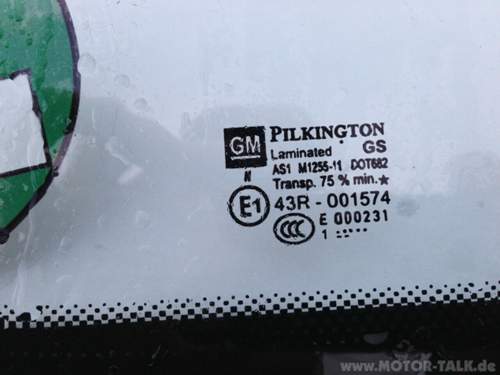 GM PILKINGTON
Laminated GS
AS1 M1255-11 DOT682
Transp. 75 % min.★
N
E1 43R - 001574
CCC E 000231
1
www.MOTOR-TALK.de